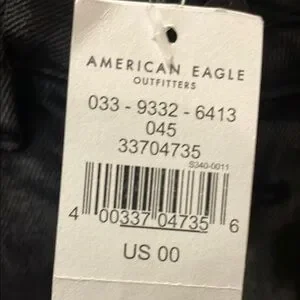 AMERICAN EAGLE
OUTFITTERS
033 - 9332 - 6413
045
33704735
S340-0011
4 00337 04735 6
US 00